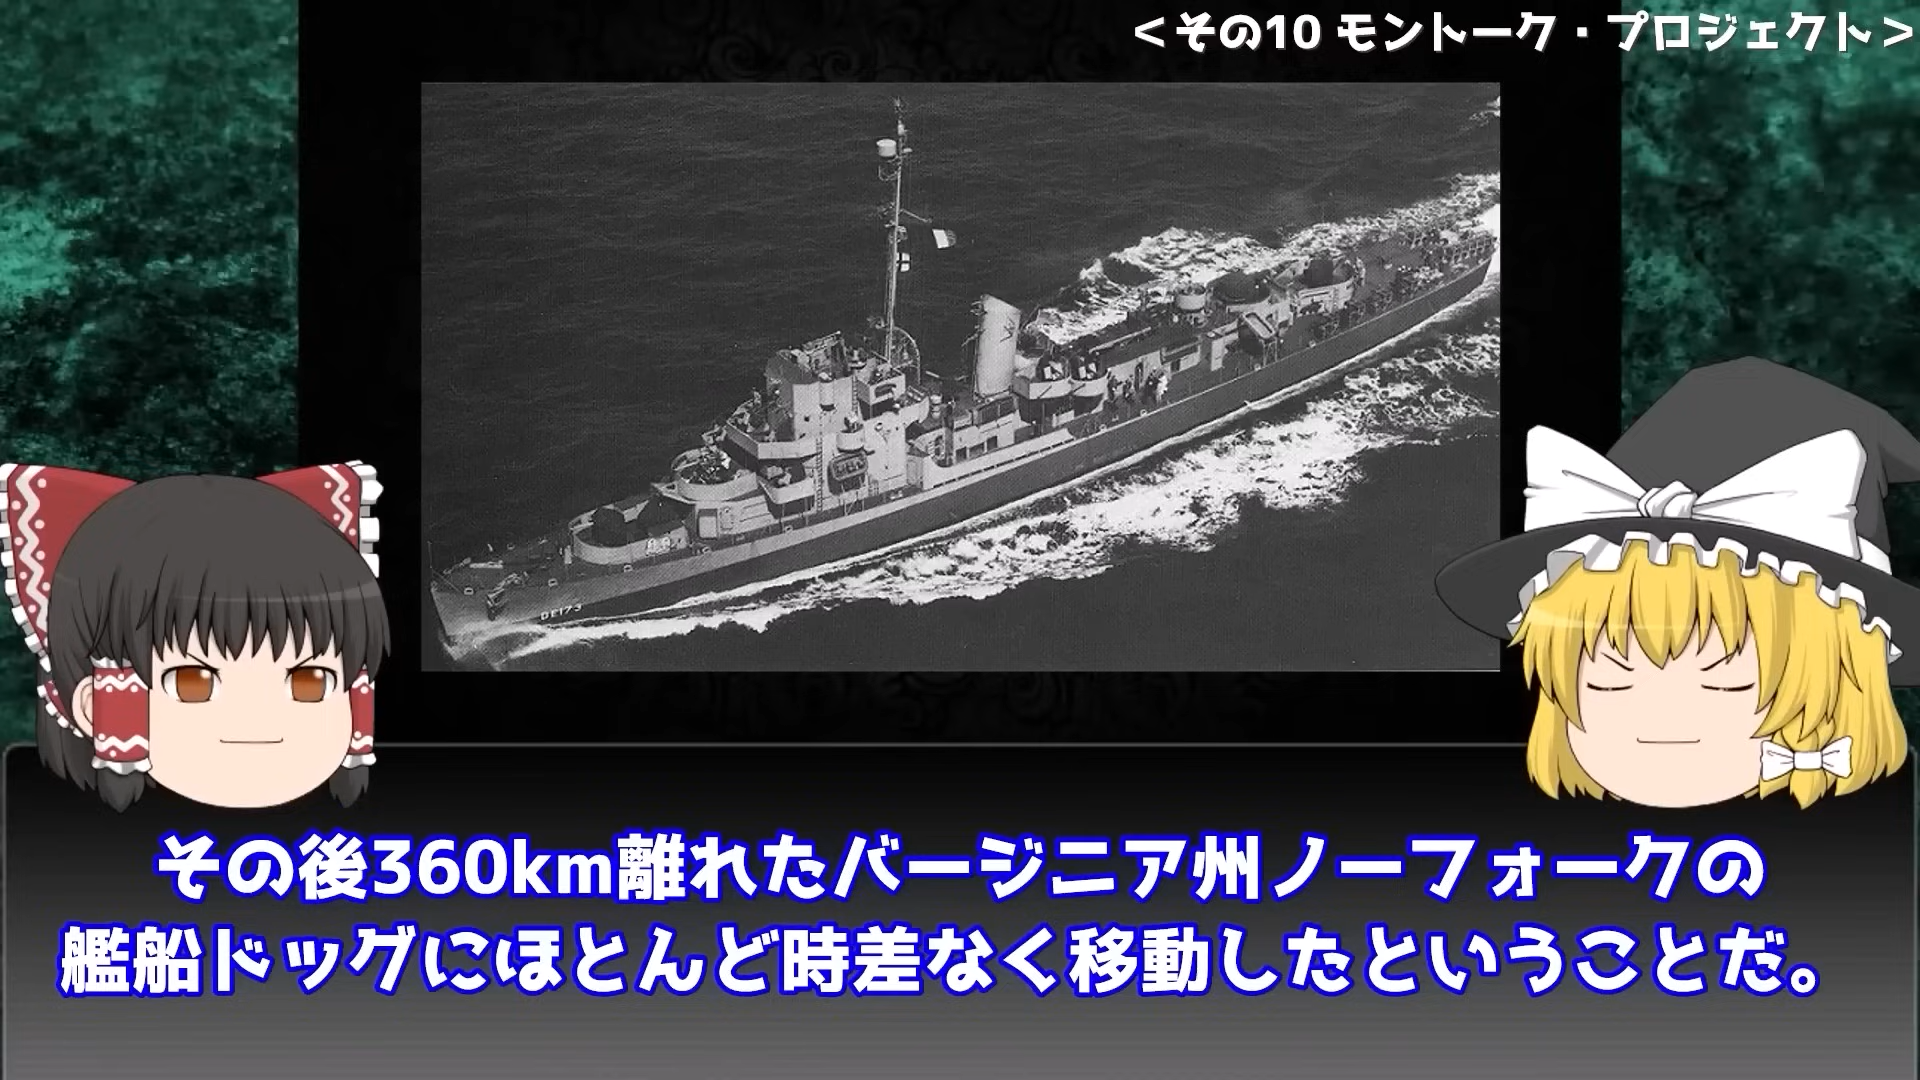 ＜その10 モントーク・プロジェクト＞
DE173
その後360km離れたバージニア州ノーフォークの
艦船ドッグにほとんど時差なく移動したということだ。